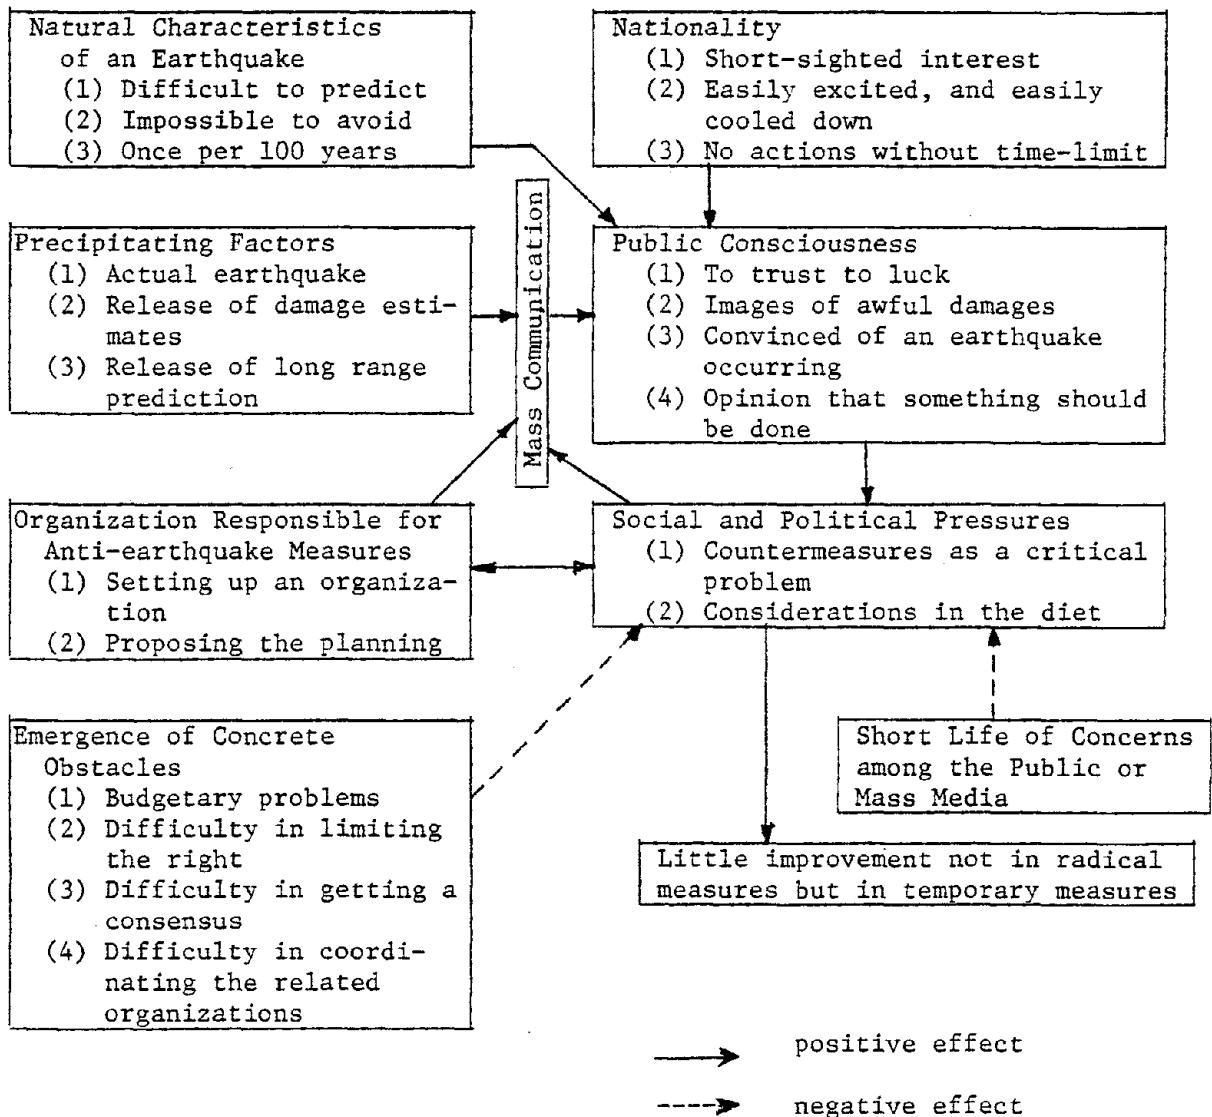 Natural Characteristics
of an Earthquake
(1) Difficult to predict
(2) Impossible to avoid
(3) Once per 100 years
Nationality
(1) Short-sighted interest
(2) Easily excited, and easily
cooled down
(3) No actions without time-limit
Precipitating Factors
(1) Actual earthquake
(2) Release of damage esti-
mates
(3) Release of long range
prediction
Mass Communication
Public Consciousness
(1) To trust to luck
(2) Images of awful damages
(3) Convinced of an earthquake
occurring
(4) Opinion that something should
be done
Organization Responsible for
Anti-earthquake Measures
(1) Setting up an organiza-
tion
(2) Proposing the planning
Social and Political Pressures
(1) Countermeasures as a critical
problem
(2) Considerations in the diet
Emergence of Concrete
Obstacles
(1) Budgetary problems
(2) Difficulty in limiting
the right
(3) Difficulty in getting a
consensus
(4) Difficulty in coordi-
nating the related
organizations
Short Life of Concerns
among the Public or
Mass Media
Little improvement not in radical
measures but in temporary measures
positive effect
negative effect